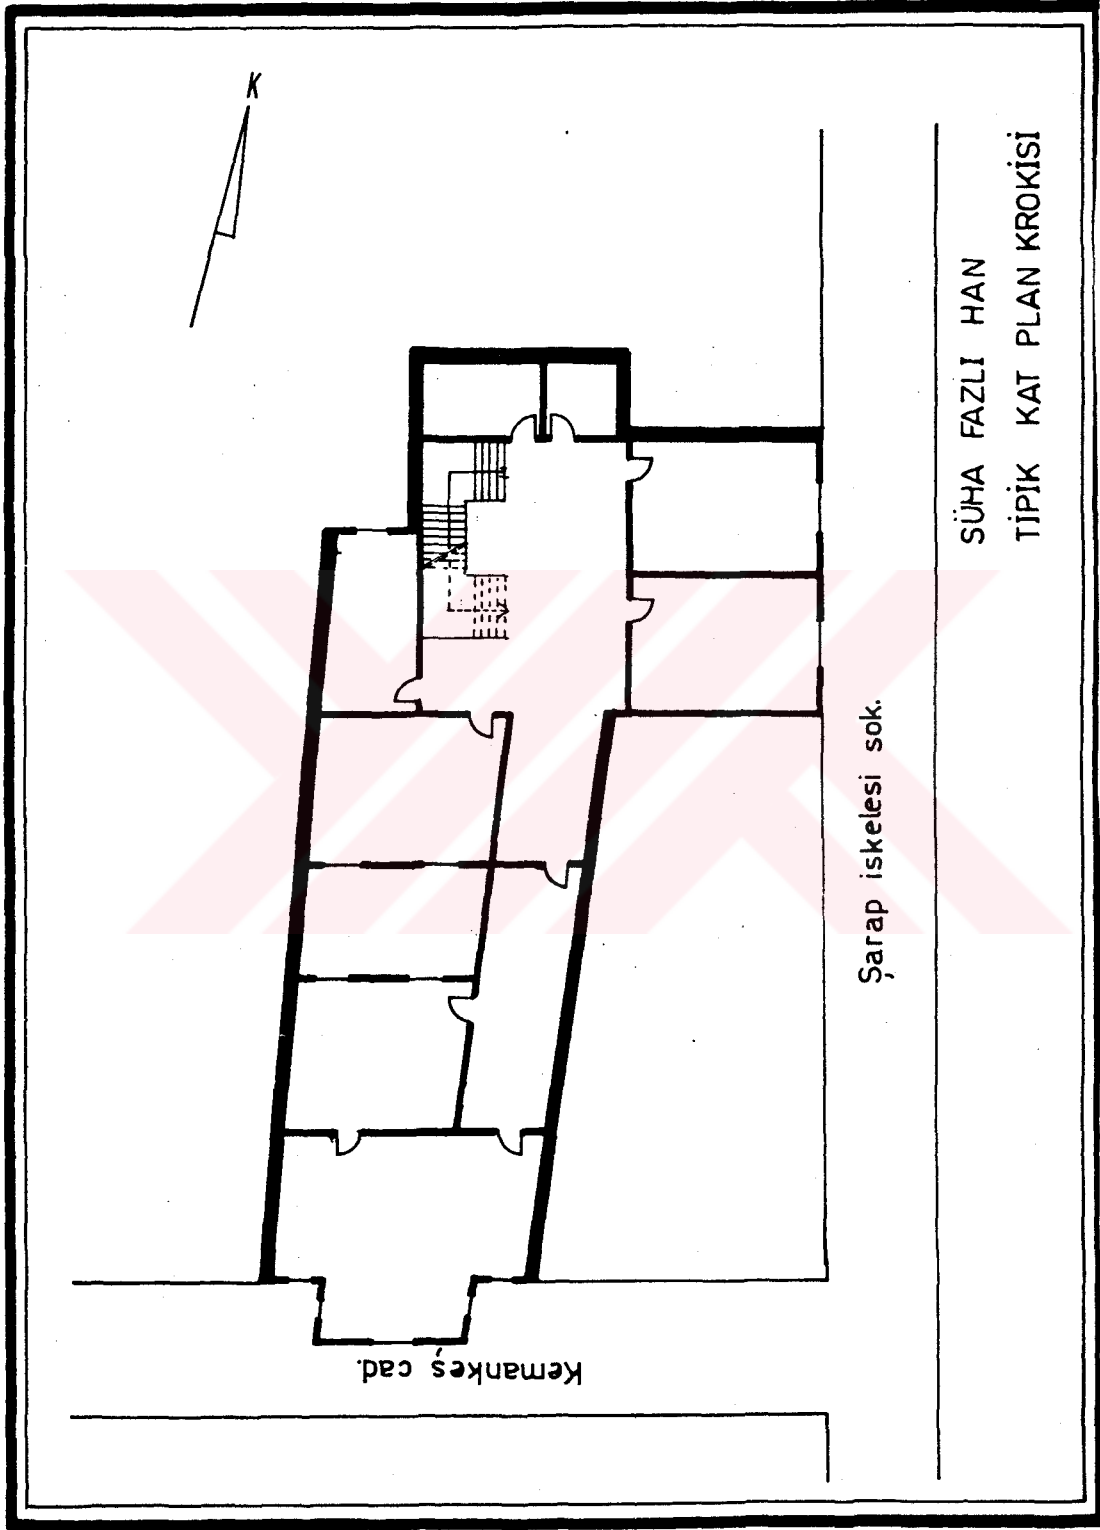 K
SÜHA FAZLI HAN
TİPİK KAT PLAN KROKİSİ
Şarap iskelesi sok.
Kemankeş cad.